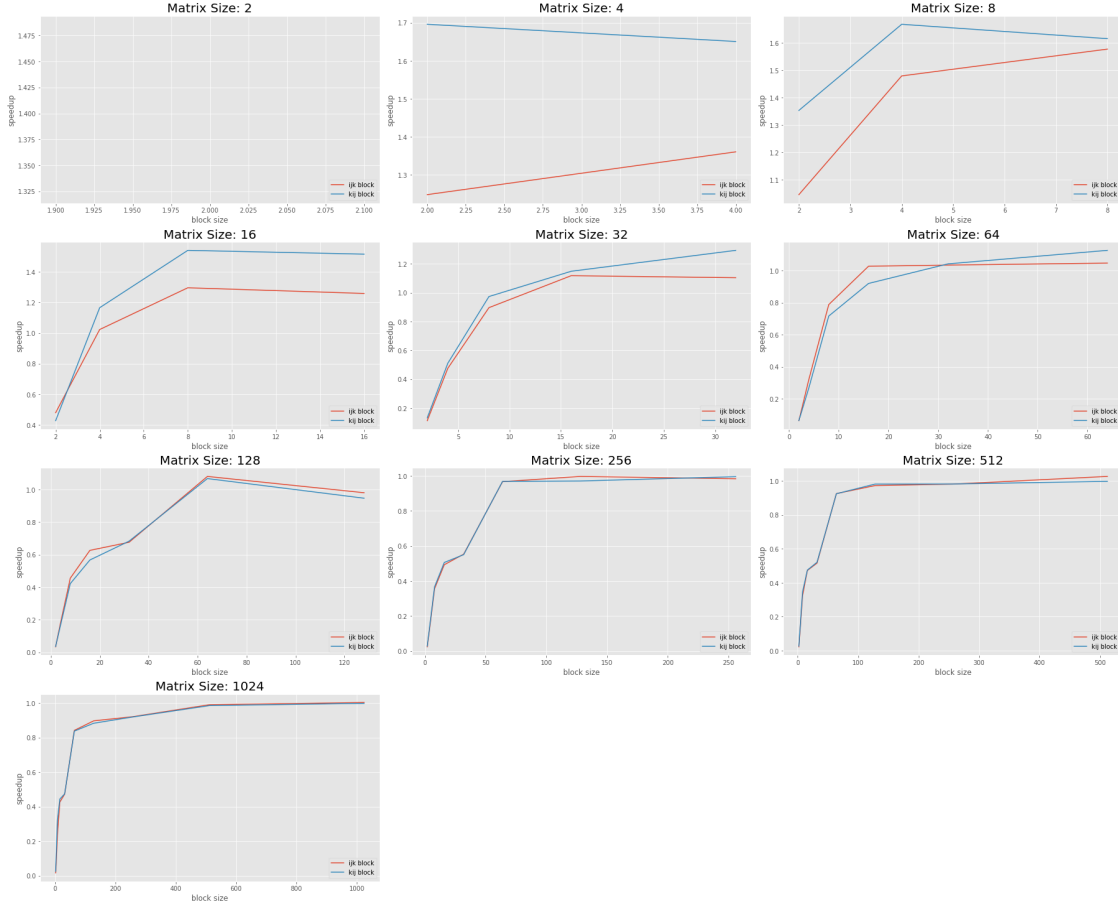 Matrix Size: 2
1.475
1.450
1.425
1.400
1.375
1.350
1.325
speedup
1.900
1.925
1.950
1.975
2.000
2.025
2.050
2.075
2.100
block size
ijk block
kij block
Matrix Size: 4
1.7
1.6
1.5
1.4
1.3
speedup
2.00
2.25
2.50
2.75
3.00
3.25
3.50
3.75
4.00
block size
ijk block
kij block
Matrix Size: 8
1.6
1.5
1.4
1.3
1.2
1.1
speedup
2
3
4
5
6
7
8
block size
ijk block
kij block
Matrix Size: 16
1.4
1.2
1.0
0.8
0.6
0.4
speedup
2
4
6
8
10
12
14
16
block size
ijk block
kij block
Matrix Size: 32
1.2
1.0
0.8
0.6
0.4
0.2
speedup
5
10
15
20
25
30
block size
ijk block
kij block
Matrix Size: 64
1.0
0.8
0.6
0.4
0.2
0.0
speedup
0
10
20
30
40
50
60
block size
ijk block
kij block
Matrix Size: 128
1.0
0.8
0.6
0.4
0.2
0.0
speedup
0
20
40
60
80
100
120
block size
ijk block
kij block
Matrix Size: 256
1.0
0.8
0.6
0.4
0.2
0.0
speedup
0
50
100
150
200
250
block size
ijk block
kij block
Matrix Size: 512
1.0
0.8
0.6
0.4
0.2
0.0
speedup
0
100
200
300
400
500
block size
ijk block
kij block
Matrix Size: 1024
1.0
0.8
0.6
0.4
0.2
0.0
speedup
0
200
400
600
800
1000
block size
ijk block
kij block